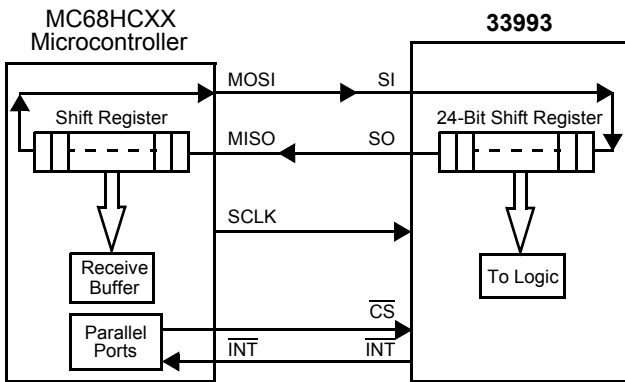 MC68HCXX
Microcontroller
33993
MOSI
SI
Shift Register
24-Bit Shift Register
MISO
SO
SCLK
Receive
Buffer
To Logic
CS
Parallel
Ports
INT
INT